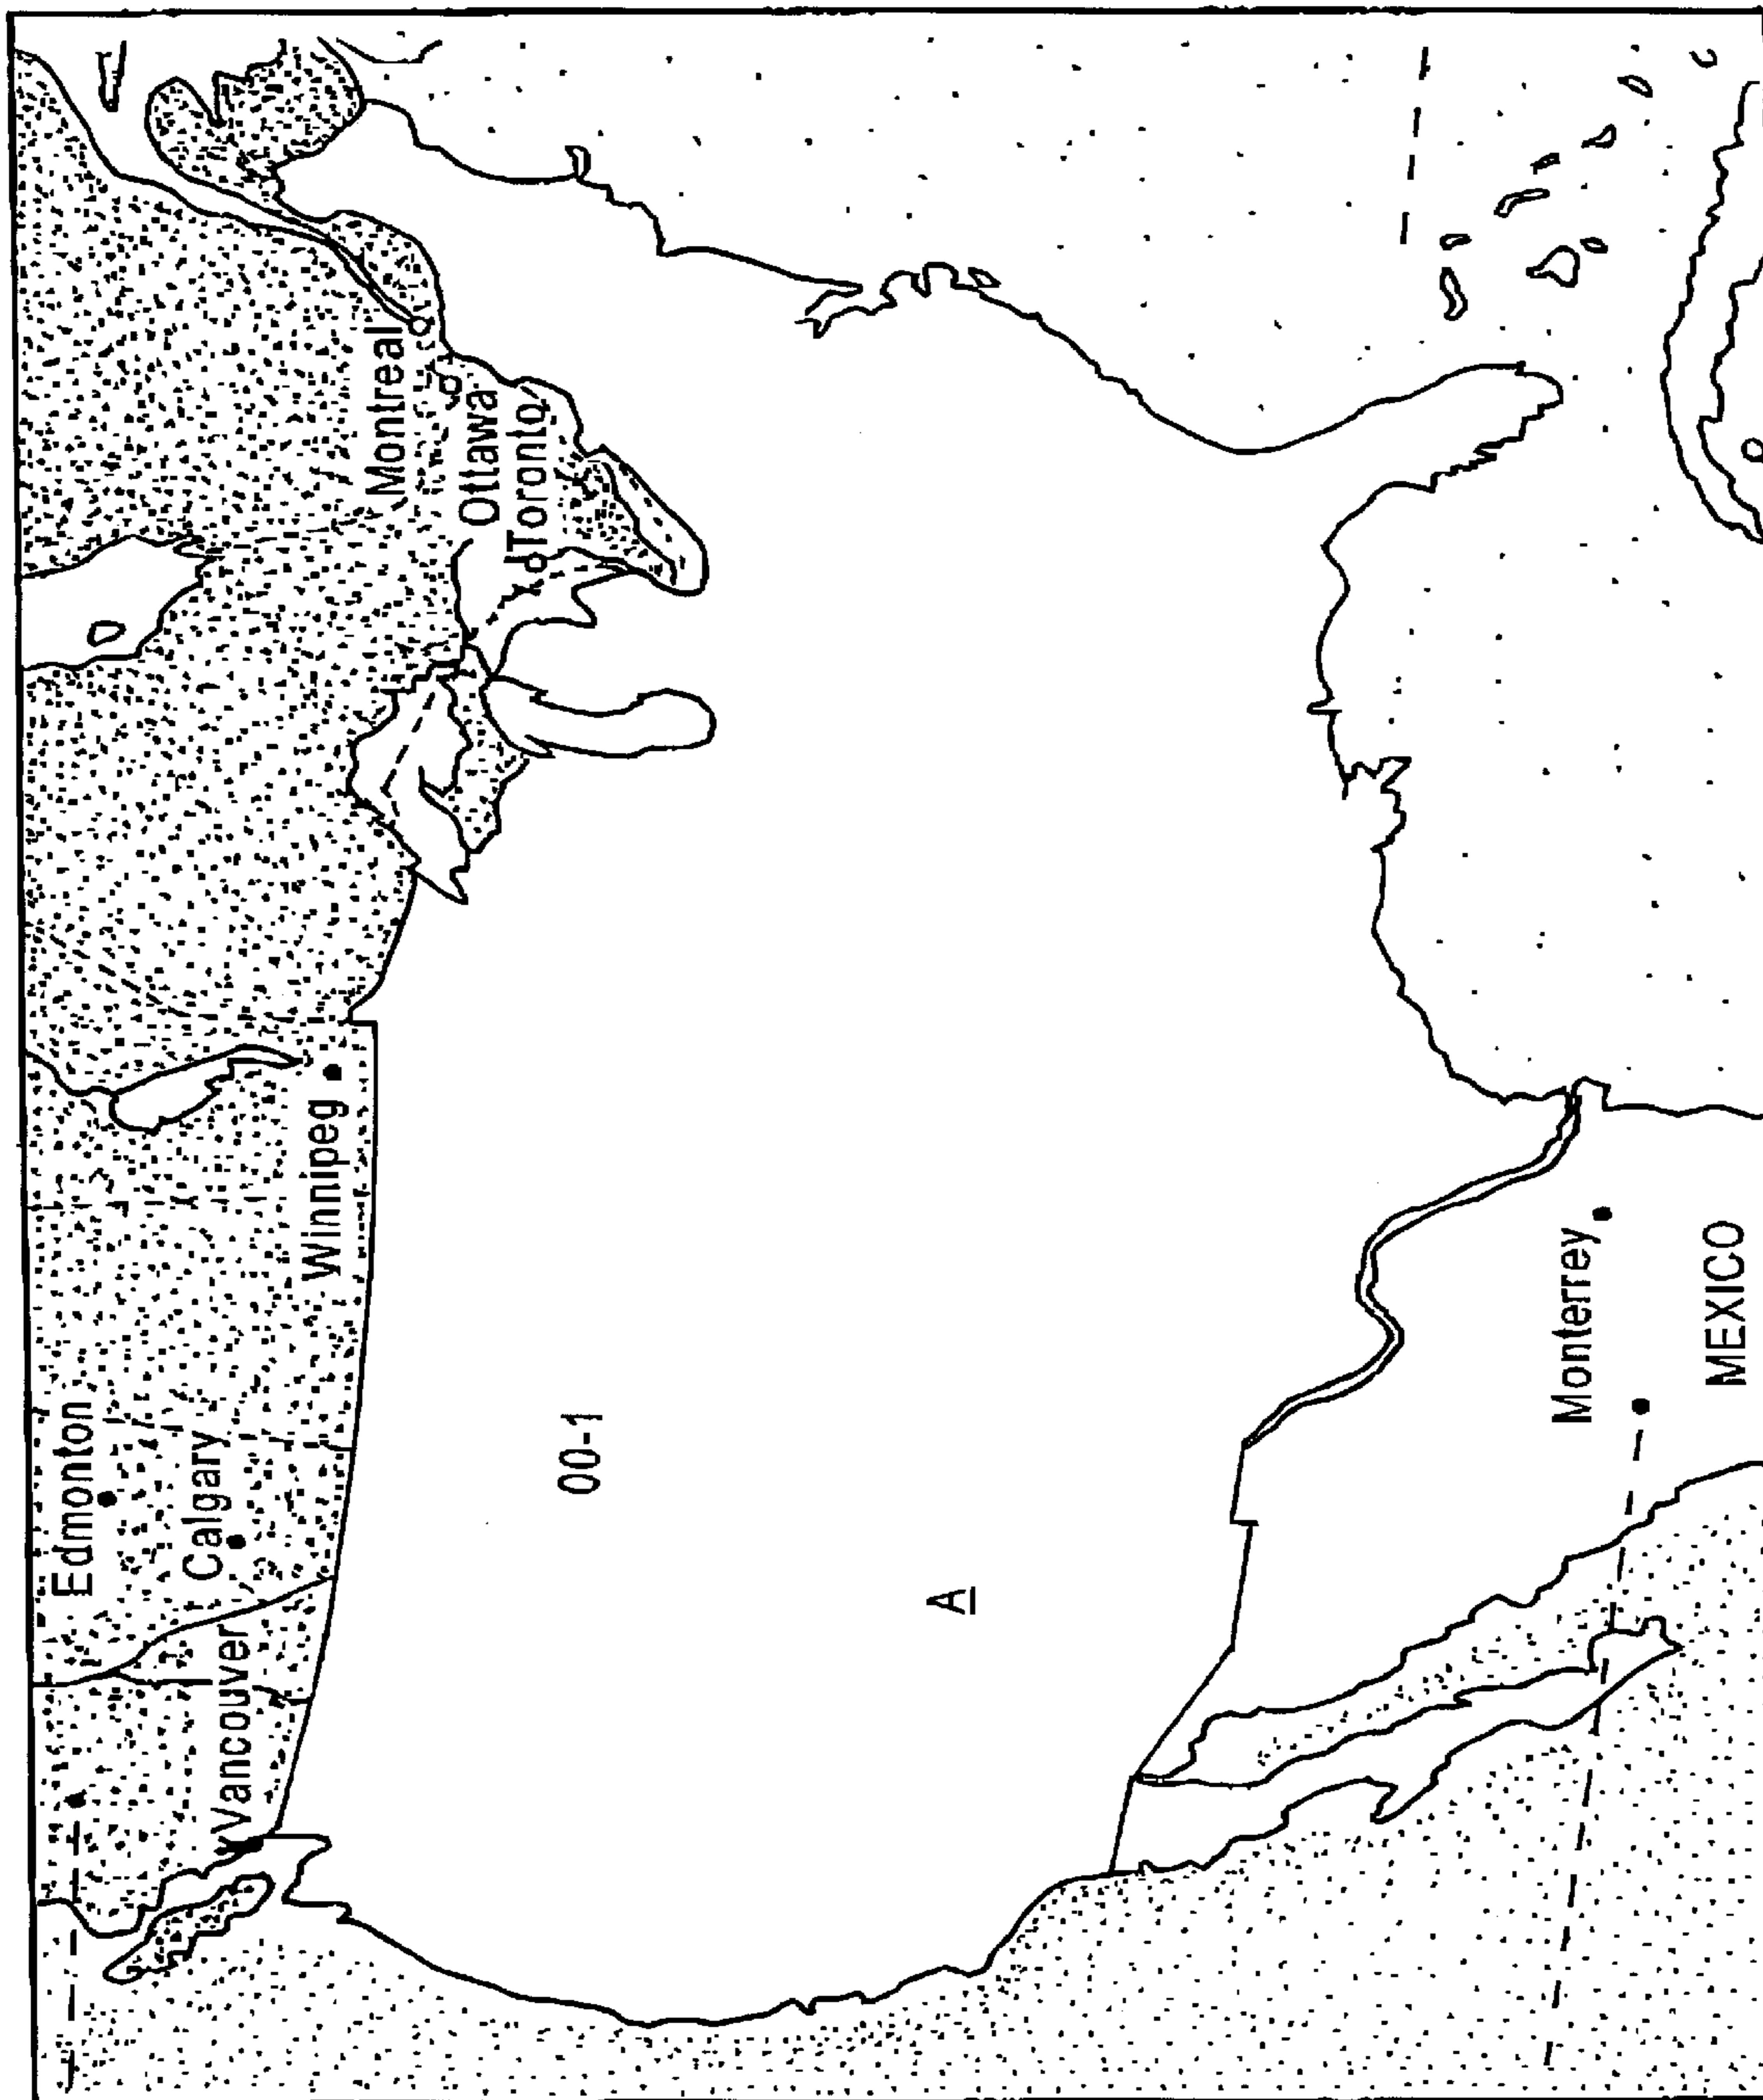 Edmonton
Calgary
Vancouver
Winnipeg
Montreal
Ottawa
Toronto
00-1
A
Monterrey
MEXICO